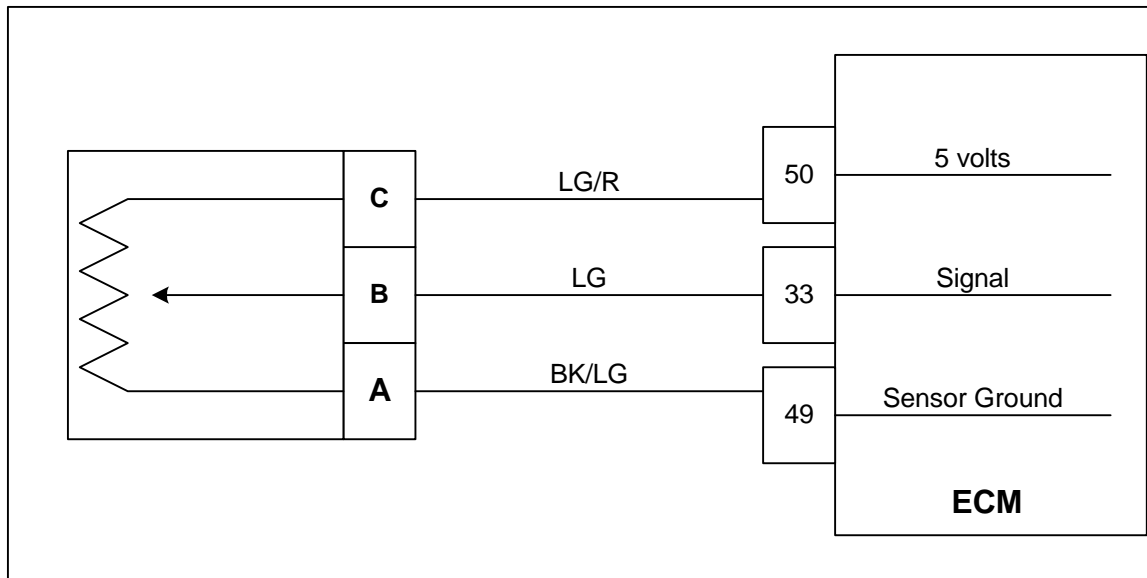 5 volts
50
LG/R
C
LG
B
33
Signal
BK/LG
A
49
Sensor Ground
ECM